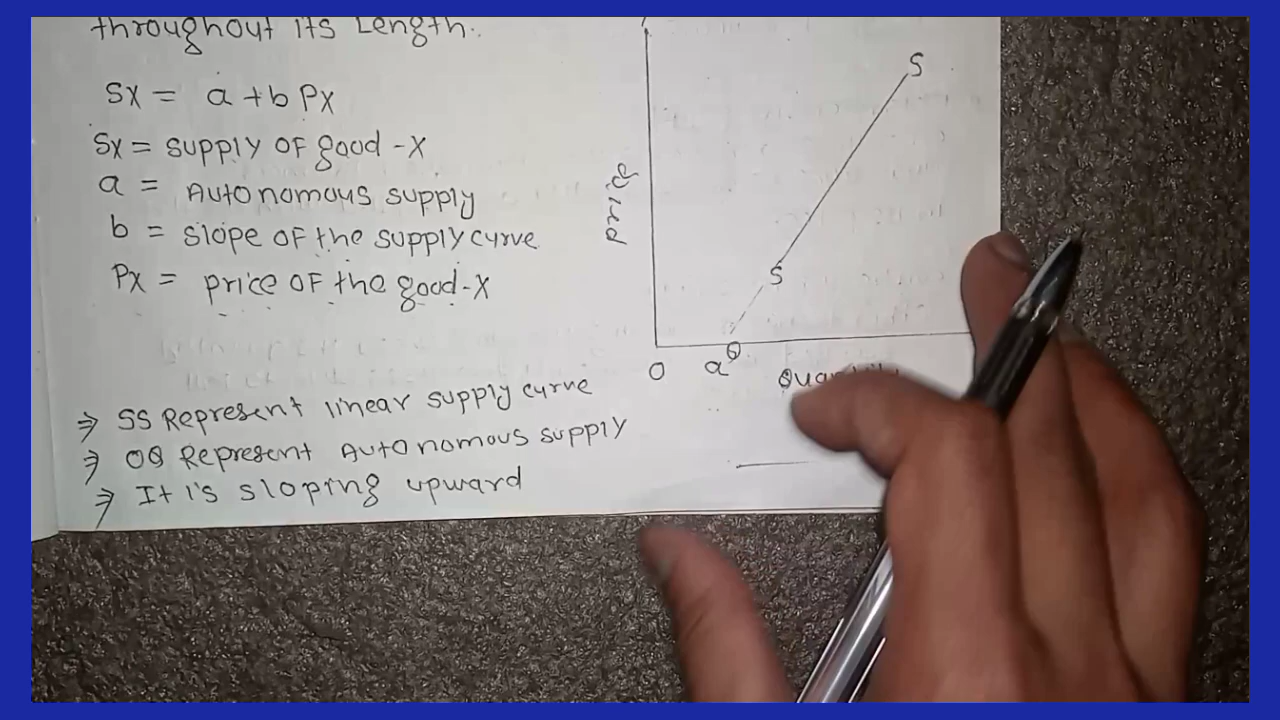 throughout its Length.
Sx = a + b Px
Sx = supply of good - x
a = Autonomous supply
b = slope of the supply curve
Px = price of the good - x
⇒ SS Represent linear supply curve
⇒ OQ Represent Autonomous supply
⇒ It is sloping upward
S
S
O
a
Q